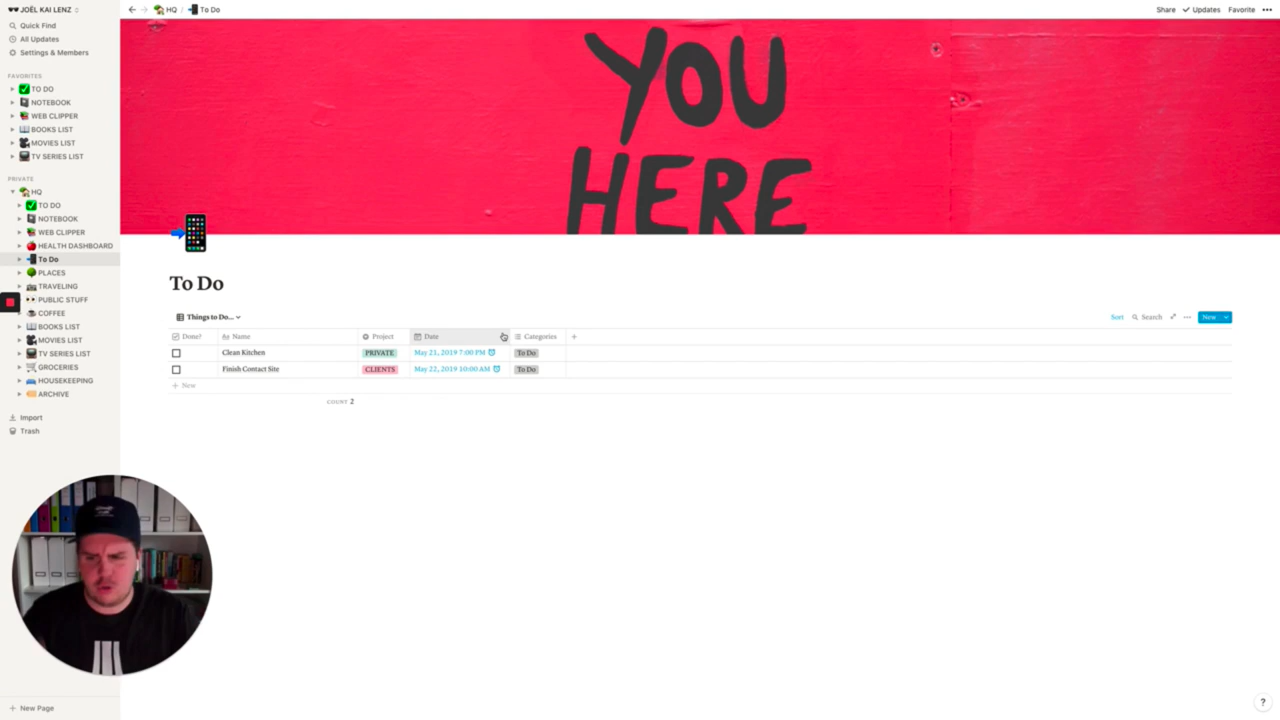 JOËL KAI LENZ
HQ / To Do
Share Updates Favorite
Quick Find
All Updates
Settings & Members
FAVORITES
TO DO
NOTEBOOK
WEB CLIPPER
BOOKS LIST
MOVIES LIST
TV SERIES LIST
PRIVATE
HQ
TO DO
NOTEBOOK
WEB CLIPPER
HEALTH DASHBOARD
To Do
PLACES
TRAVELING
PUBLIC STUFF
COFFEE
BOOKS LIST
MOVIES LIST
TV SERIES LIST
GROCERIES
HOUSEKEEPING
ARCHIVE
Import
Trash
New Page
YOU
HERE
To Do
Things to Do...
Sort Search ... New
Done? Name Project Date Categories +
Clean Kitchen PRIVATE May 21, 2019 7:00 PM To Do
Finish Contact Site CLIENTS May 22, 2019 10:00 AM To Do
+ New
COUNT 2
?